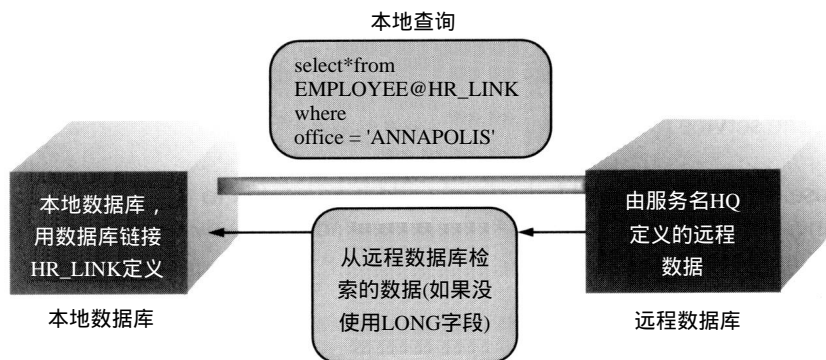 本地查询
select*from
EMPLOYEE@HR_LINK
where
office = 'ANNAPOLIS'
本地数据库，
用数据库链接
HR_LINK定义
本地数据库
从远程数据库检
索的数据(如果没
使用LONG字段)
由服务名HQ
定义的远程
数据
远程数据库